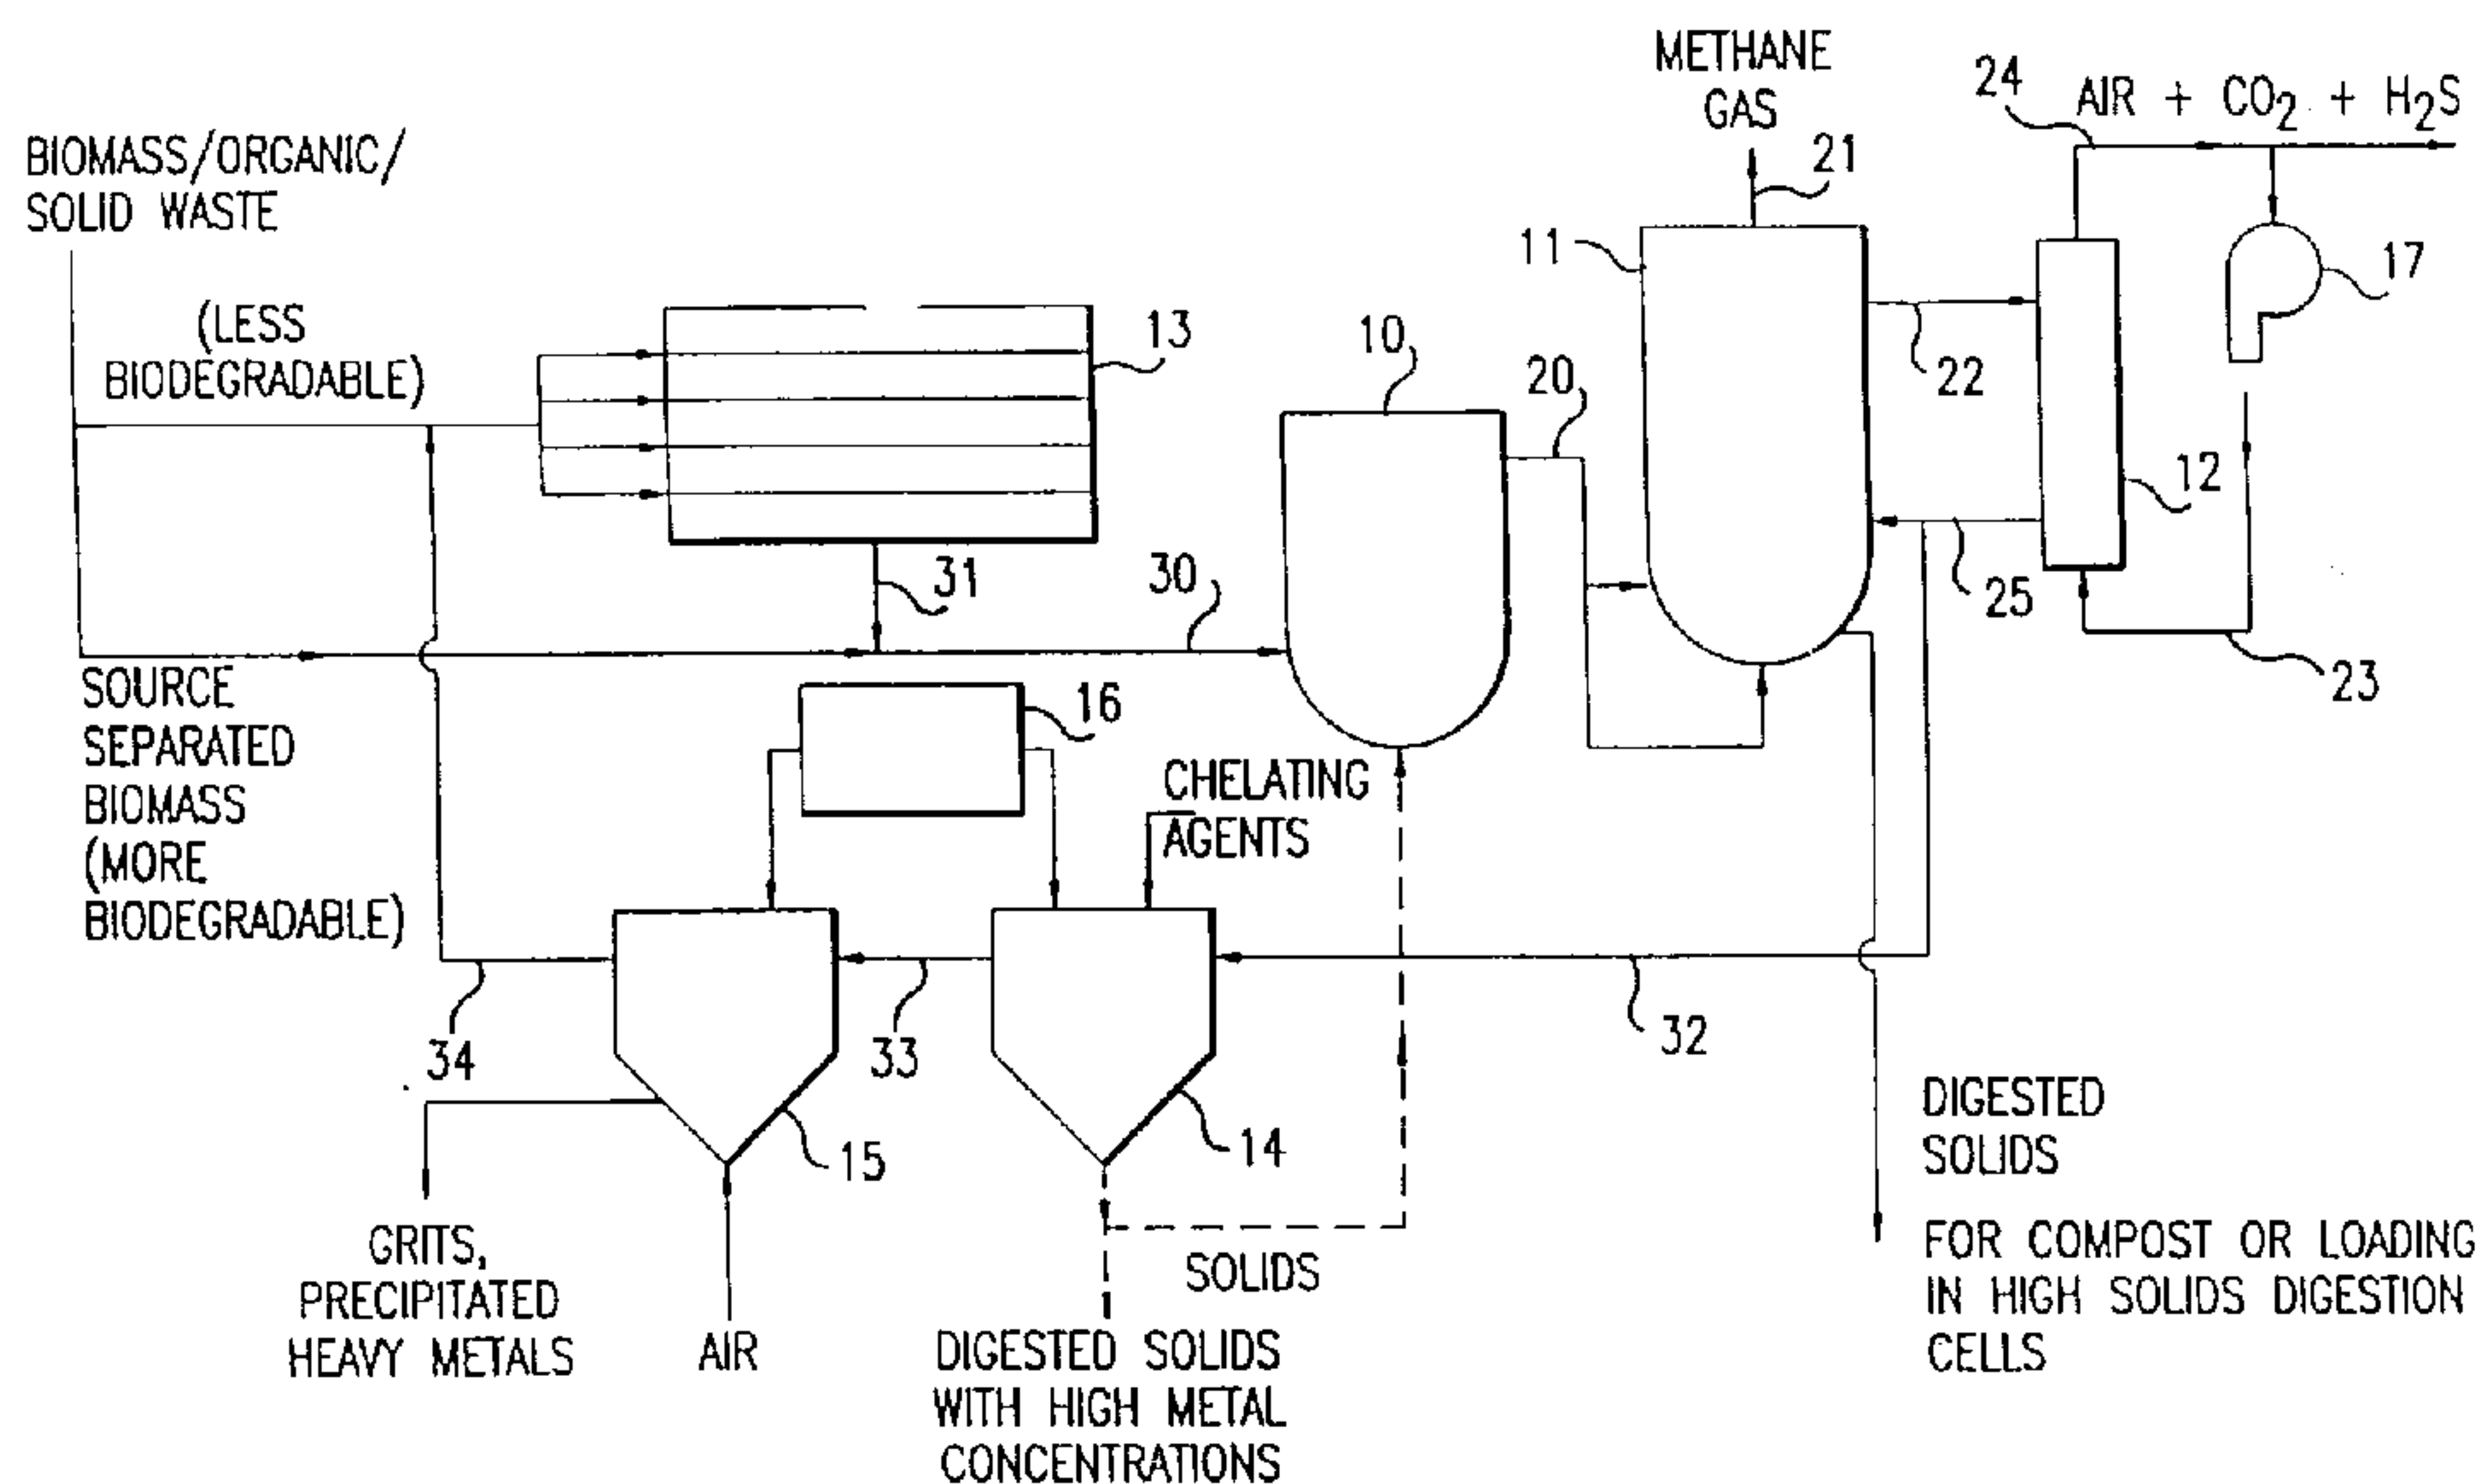 METHANE
GAS
24
AIR + CO2 + H2S
BIOMASS/ORGANIC/
SOLID WASTE
21
11
17
(LESS
BIODEGRADABLE)
13
10
20
22
12
31
30
25
23
SOURCE
SEPARATED
BIOMASS
(MORE
BIODEGRADABLE)
16
CHELATING
AGENTS
34
33
32
15
14
DIGESTED
SOLIDS
GRITS,
PRECIPITATED
HEAVY METALS
AIR
SOLIDS
DIGESTED SOLIDS
WITH HIGH METAL
CONCENTRATIONS
FOR COMPOST OR LOADING
IN HIGH SOLIDS DIGESTION
CELLS